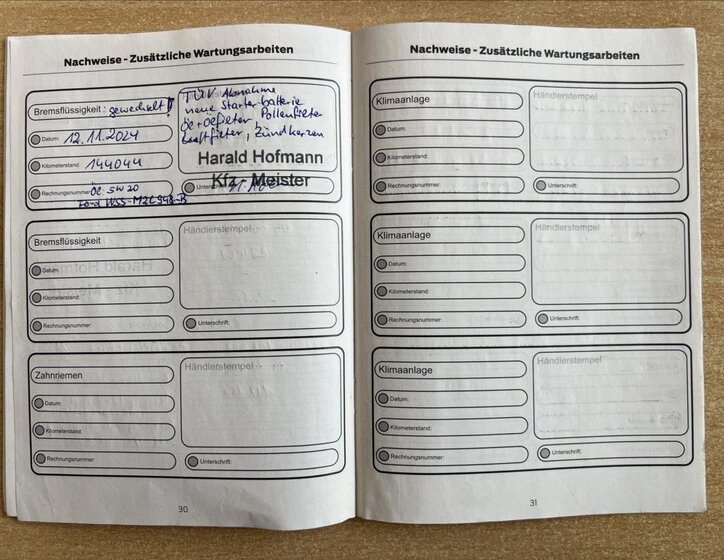 Nachweise - Zusätzliche Wartungsarbeiten
Bremsflüssigkeit: gewechselt!
Datum: 12.11.2024
Kilometerstand: 144044
Rechnungsnummer: Öl 5W20
Ford WSS-M2C948-B
TÜV Abnahme
neue Starterbatterie
Ölfilter, Pollenfilter
Luftfilter, Zündkerzen
Harald Hofmann
Kfz - Meister
Unterschrift:
Bremsflüssigkeit
Datum:
Kilometerstand:
Rechnungsnummer:
Händlerstempel
Unterschrift:
Zahnriemen
Datum:
Kilometerstand:
Rechnungsnummer:
Händlerstempel
Unterschrift:
30
Nachweise - Zusätzliche Wartungsarbeiten
Klimaanlage
Datum:
Kilometerstand:
Rechnungsnummer:
Händlerstempel
Unterschrift:
Klimaanlage
Datum:
Kilometerstand:
Rechnungsnummer:
Händlerstempel
Unterschrift:
Klimaanlage
Datum:
Kilometerstand:
Rechnungsnummer:
Händlerstempel
Unterschrift:
31